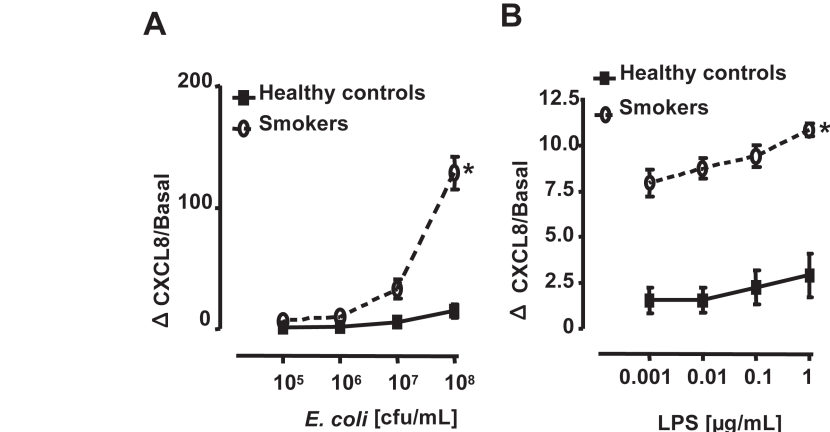 A
200
100
0
Δ CXCL8/Basal
Healthy controls
Smokers
*
10⁵ 10⁶ 10⁷ 10⁸
E. coli [cfu/mL]
B
12.5
10.0
7.5
5.0
2.5
0
Δ CXCL8/Basal
Healthy controls
Smokers
*
0.001 0.01 0.1 1
LPS [µg/mL]